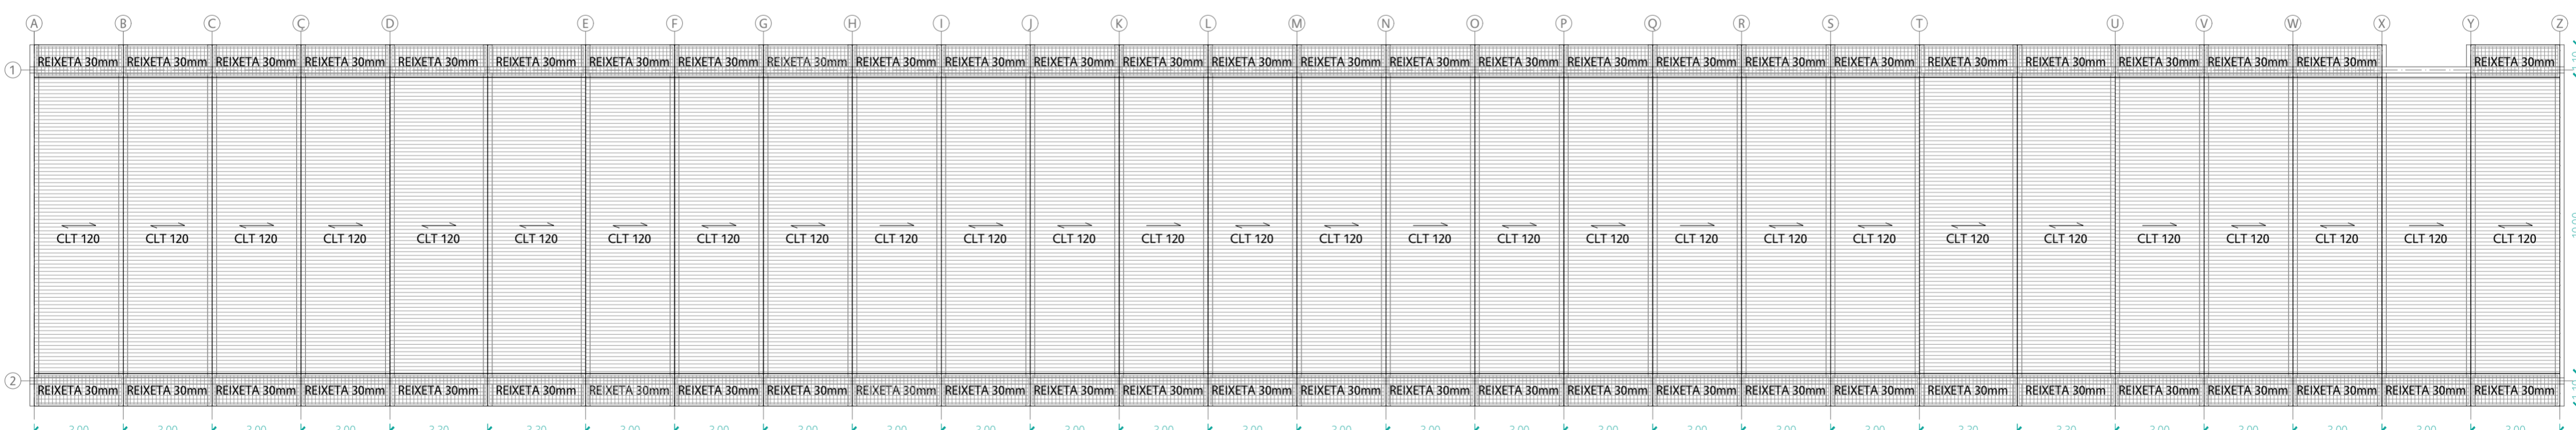 A B C Ç D E F G H I J K L M N O P Q R S T U V W X Y Z
REIXETA 30mm REIXETA 30mm REIXETA 30mm REIXETA 30mm REIXETA 30mm REIXETA 30mm REIXETA 30mm REIXETA 30mm REIXETA 30mm REIXETA 30mm REIXETA 30mm REIXETA 30mm REIXETA 30mm REIXETA 30mm REIXETA 30mm REIXETA 30mm REIXETA 30mm REIXETA 30mm REIXETA 30mm REIXETA 30mm REIXETA 30mm REIXETA 30mm REIXETA 30mm REIXETA 30mm REIXETA 30mm REIXETA 30mm REIXETA 30mm
1
CLT 120 CLT 120 CLT 120 CLT 120 CLT 120 CLT 120 CLT 120 CLT 120 CLT 120 CLT 120 CLT 120 CLT 120 CLT 120 CLT 120 CLT 120 CLT 120 CLT 120 CLT 120 CLT 120 CLT 120 CLT 120 CLT 120 CLT 120 CLT 120 CLT 120 CLT 120 CLT 120 CLT 120
2
REIXETA 30mm REIXETA 30mm REIXETA 30mm REIXETA 30mm REIXETA 30mm REIXETA 30mm REIXETA 30mm REIXETA 30mm REIXETA 30mm REIXETA 30mm REIXETA 30mm REIXETA 30mm REIXETA 30mm REIXETA 30mm REIXETA 30mm REIXETA 30mm REIXETA 30mm REIXETA 30mm REIXETA 30mm REIXETA 30mm REIXETA 30mm REIXETA 30mm REIXETA 30mm REIXETA 30mm REIXETA 30mm REIXETA 30mm REIXETA 30mm REIXETA 30mm